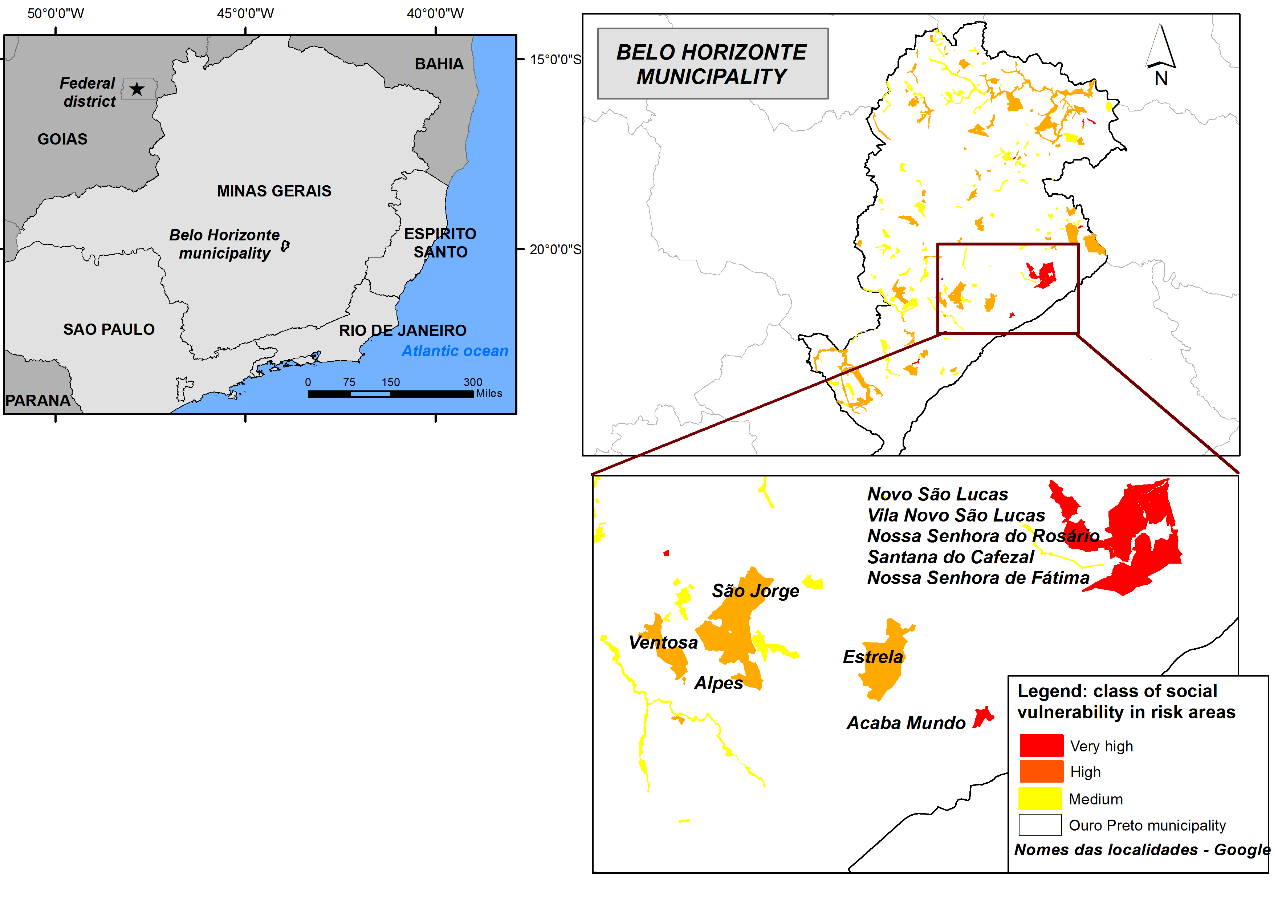 50°0'0"W
45°0'0"W
40°0'0"W
15°0'0"S
20°0'0"S
BAHIA
Federal
district
GOIAS
MINAS GERAIS
Belo Horizonte
municipality
ESPIRITO
SANTO
SAO PAULO
RIO DE JANEIRO
Atlantic ocean
PARANA
0 75 150 300
Miles
BELO HORIZONTE
MUNICIPALITY
N
Novo São Lucas
Vila Novo São Lucas
Nossa Senhora do Rosário
Santana do Cafezal
Nossa Senhora de Fátima
São Jorge
Ventosa
Alpes
Estrela
Acaba Mundo
Legend: class of social
vulnerability in risk areas
Very high
High
Medium
Ouro Preto municipality
Nomes das localidades - Google